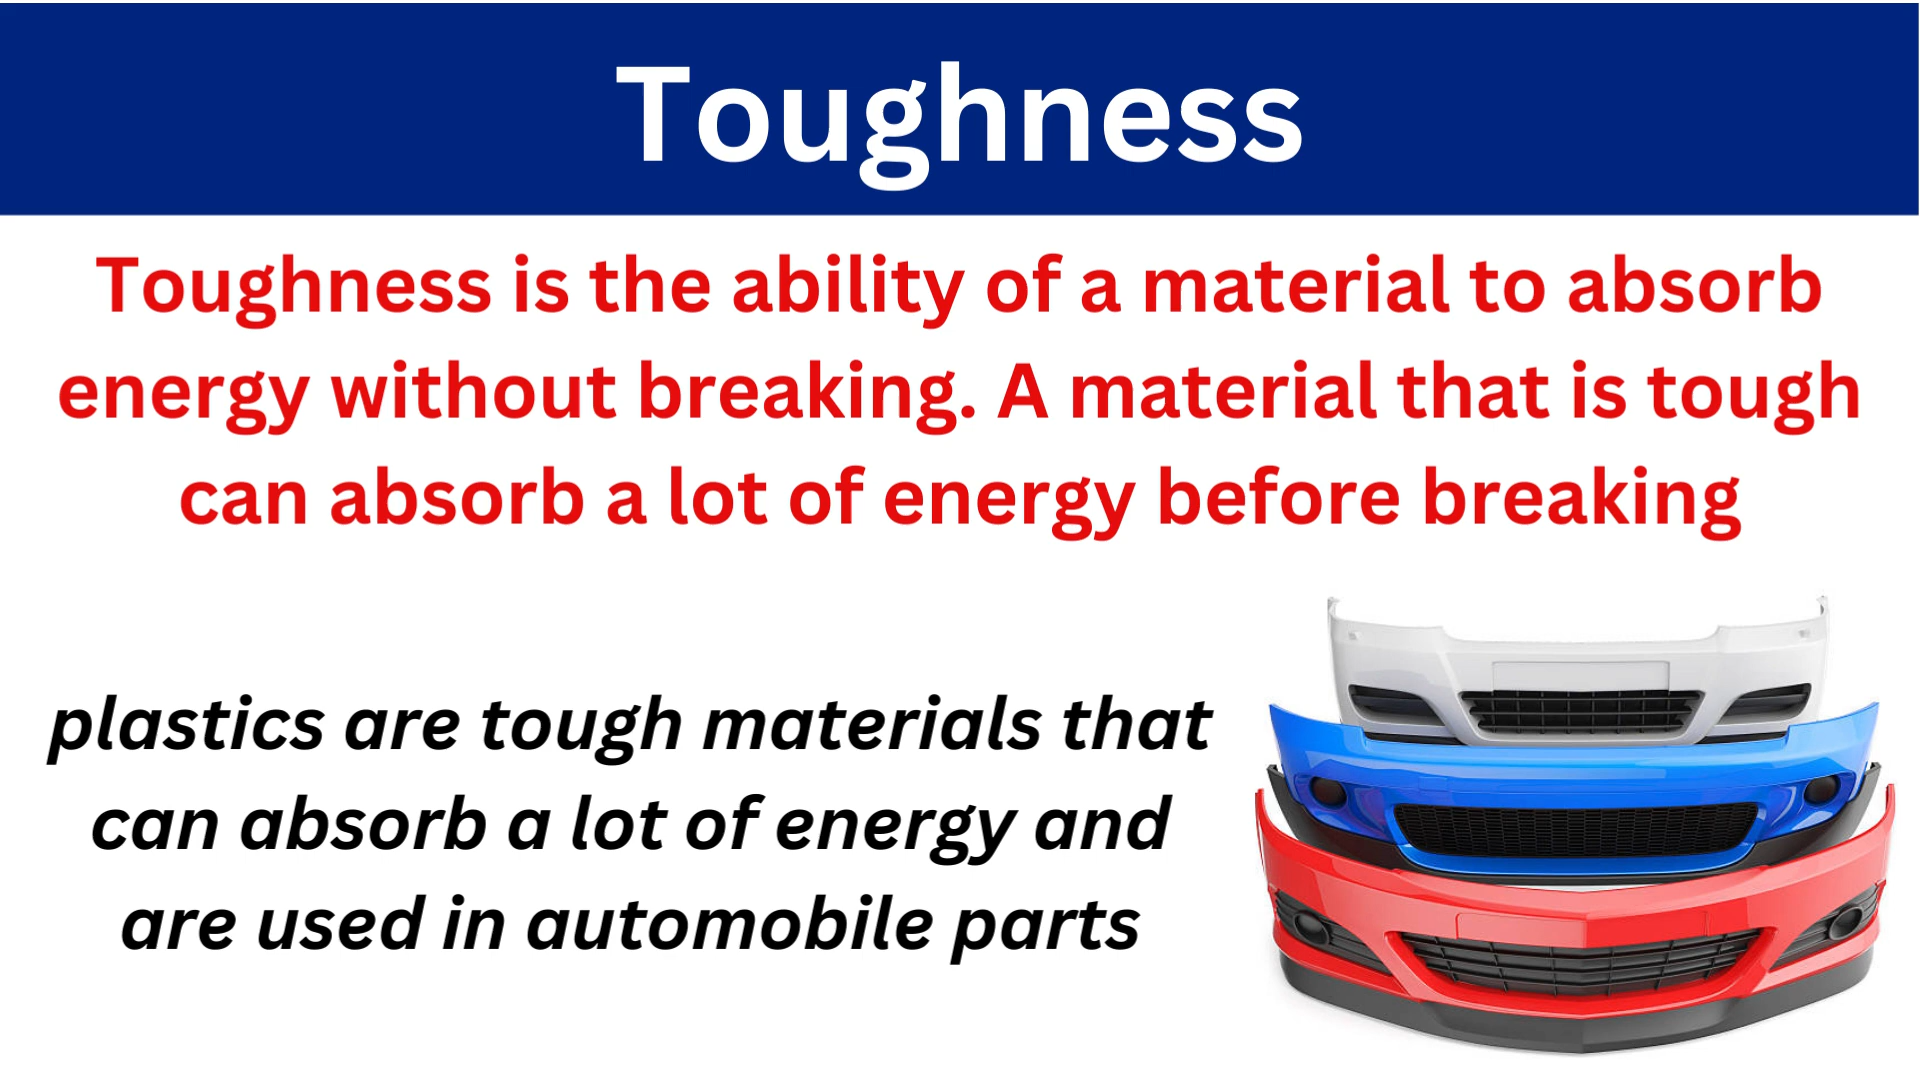 Toughness
Toughness is the ability of a material to absorb
energy without breaking. A material that is tough
can absorb a lot of energy before breaking
plastics are tough materials that
can absorb a lot of energy and
are used in automobile parts